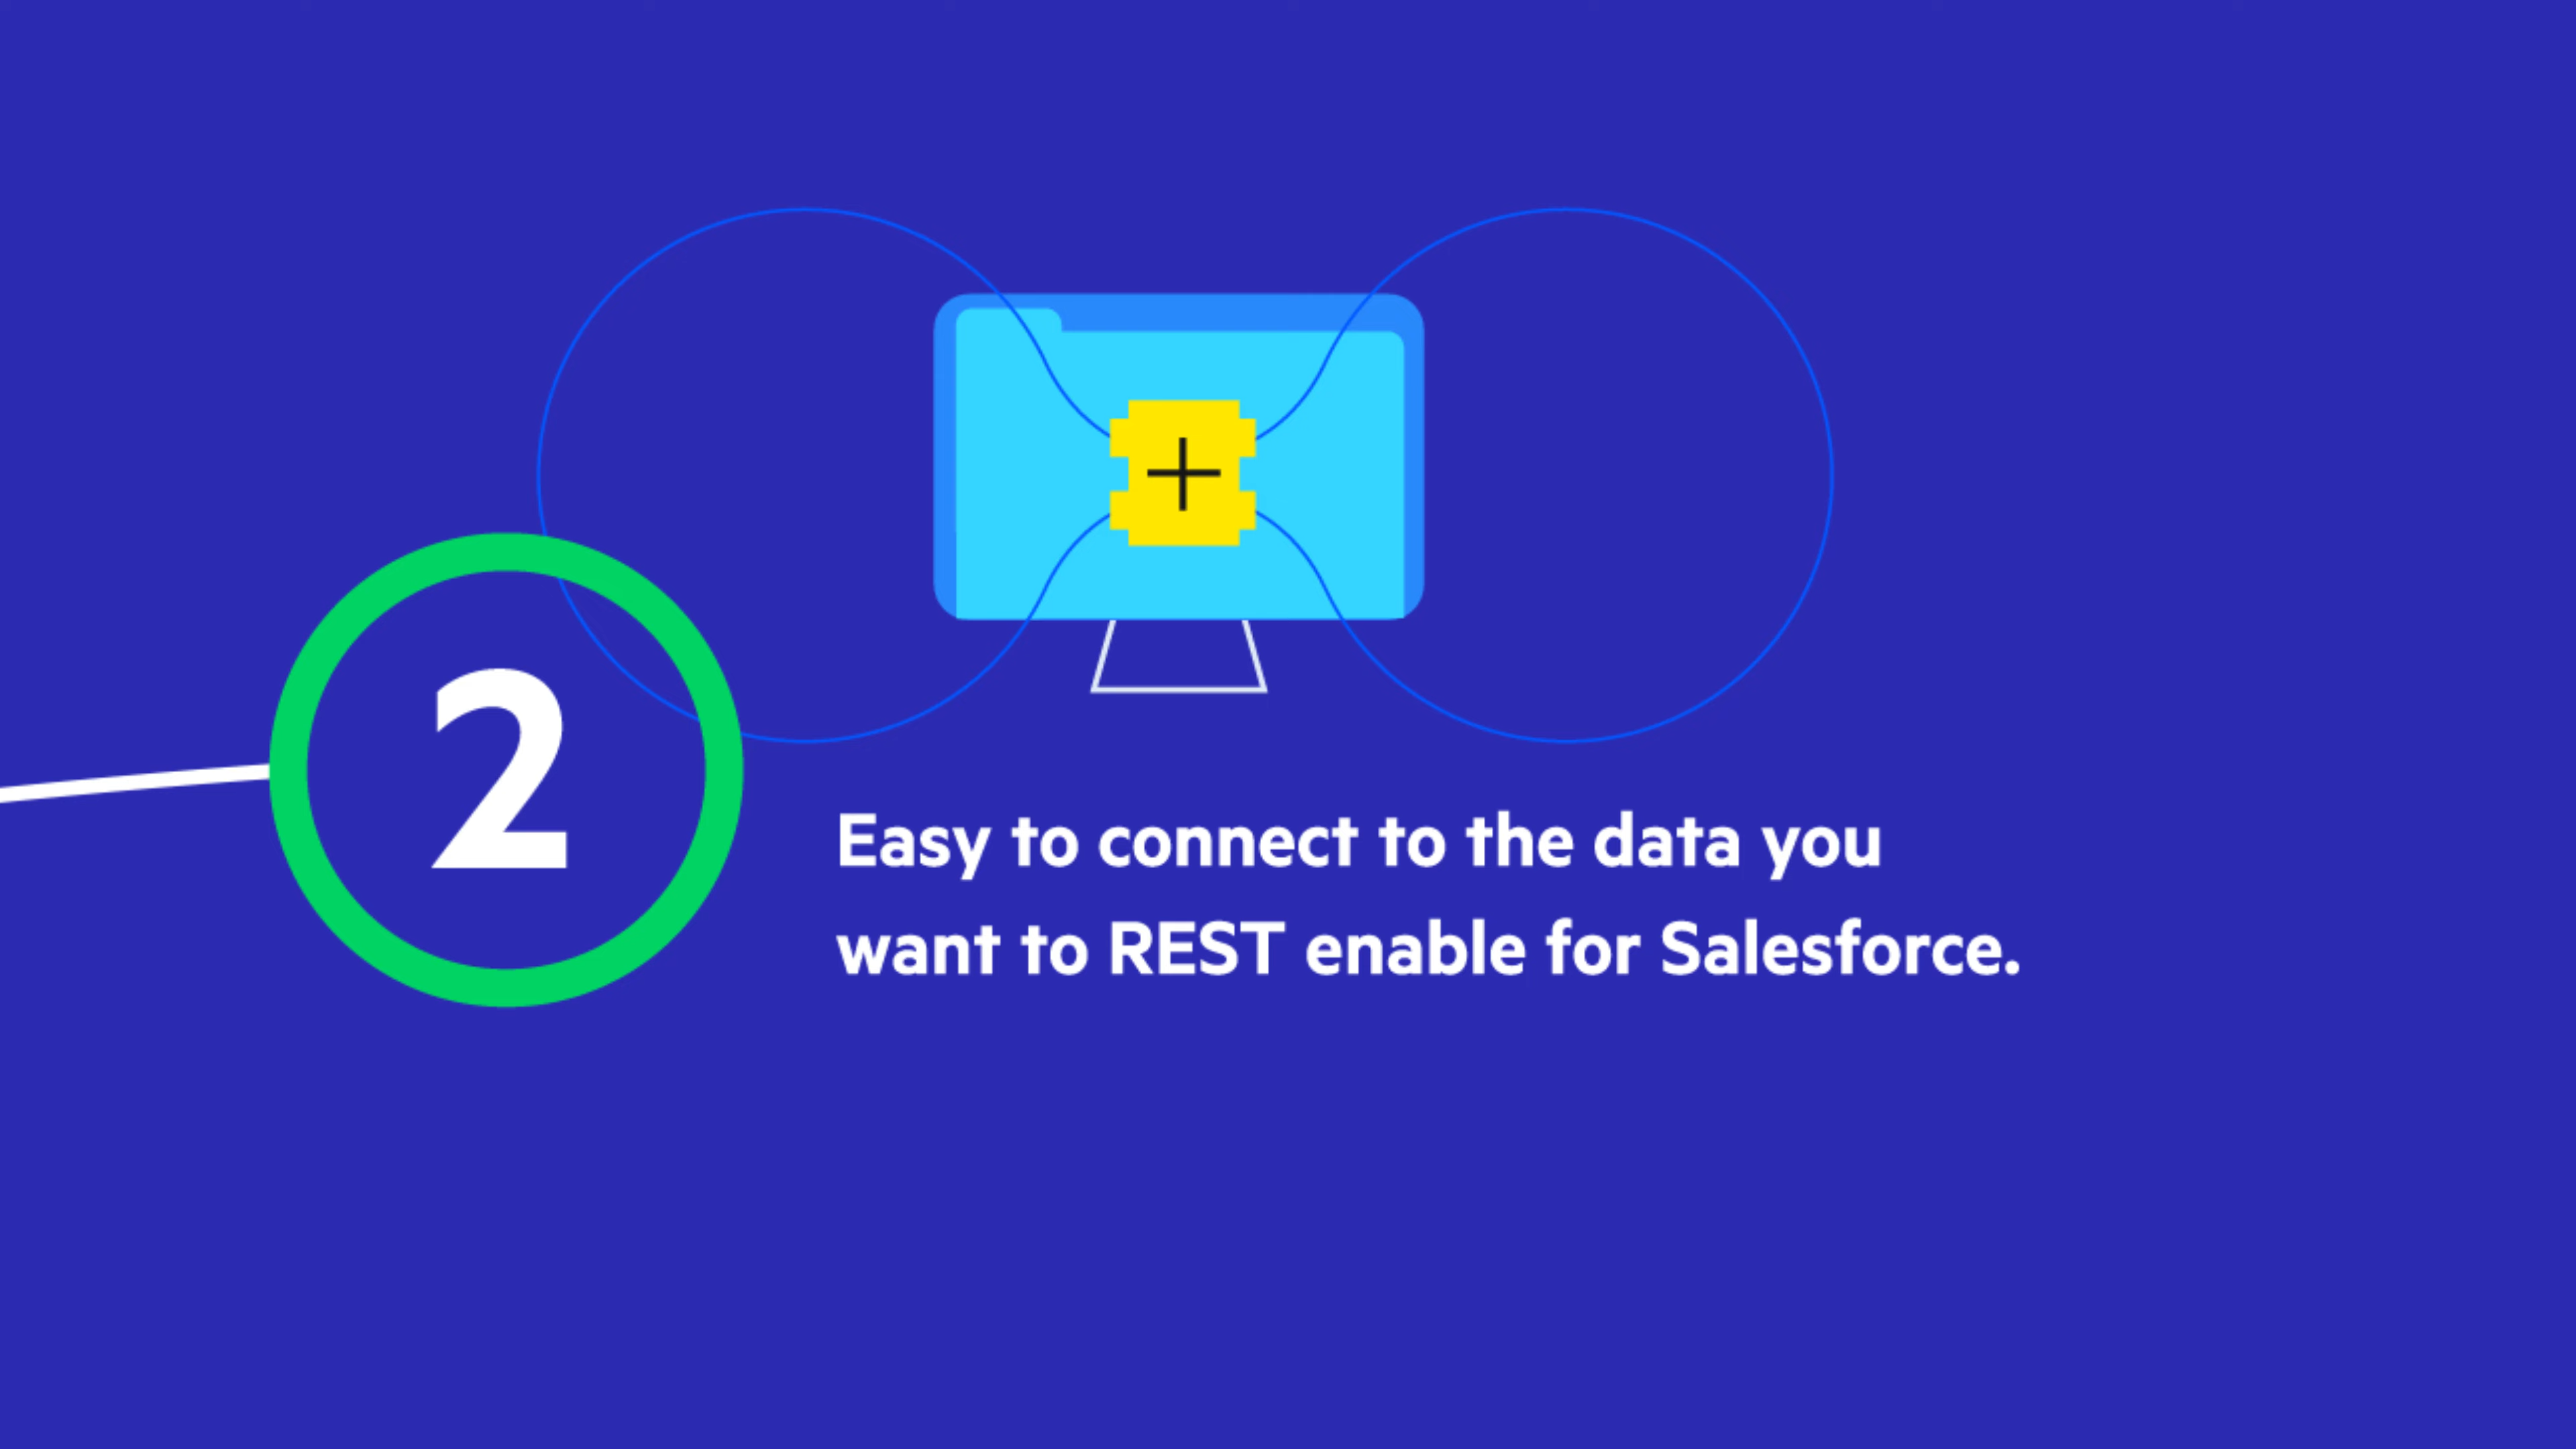 2
Easy to connect to the data you
want to REST enable for Salesforce.